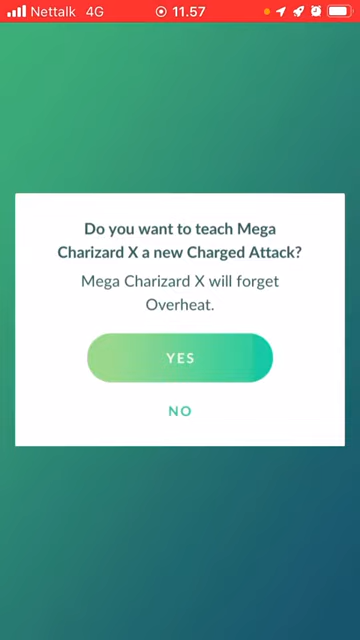 Nettalk 4G 11.57
Do you want to teach Mega
Charizard X a new Charged Attack?
Mega Charizard X will forget
Overheat.
YES
NO